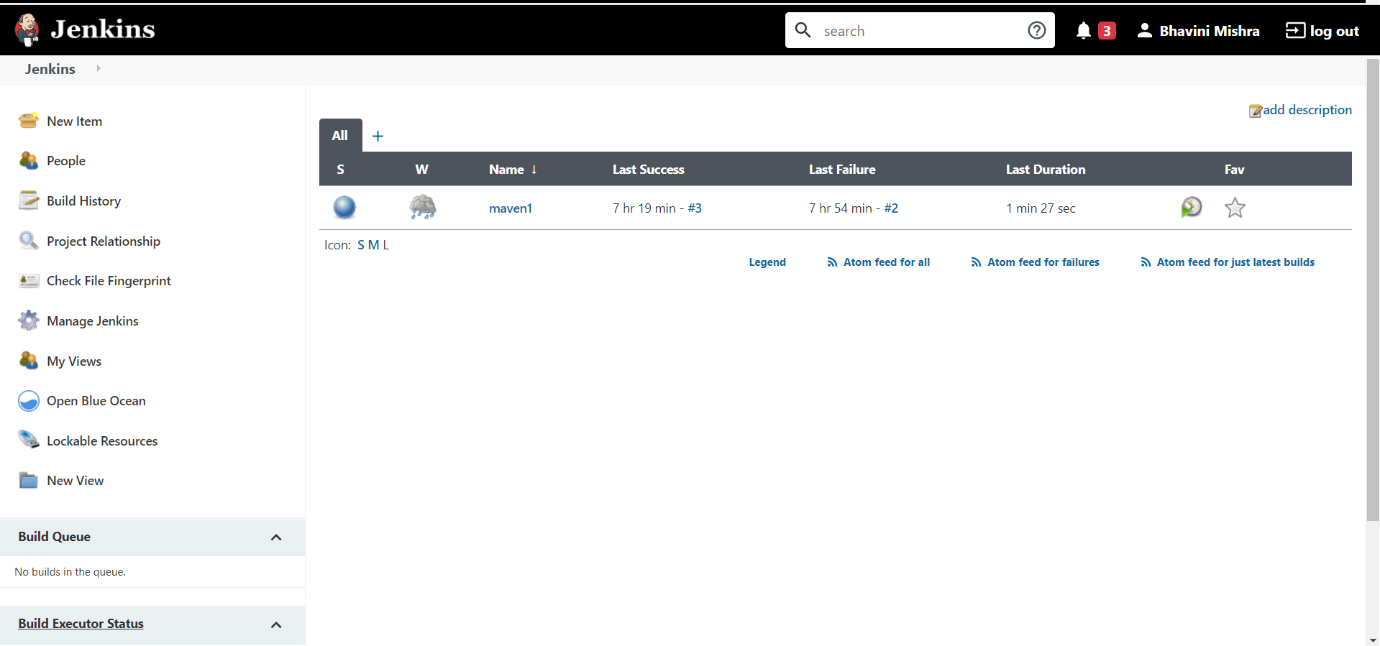 Jenkins
search
3
Bhavini Mishra
log out
Jenkins
New Item
People
Build History
Project Relationship
Check File Fingerprint
Manage Jenkins
My Views
Open Blue Ocean
Lockable Resources
New View
Build Queue
No builds in the queue.
Build Executor Status
add description
All +
S W Name ↓ Last Success Last Failure Last Duration Fav
maven1 7 hr 19 min - #3 7 hr 54 min - #2 1 min 27 sec
Icon: S M L
Legend Atom feed for all Atom feed for failures Atom feed for just latest builds